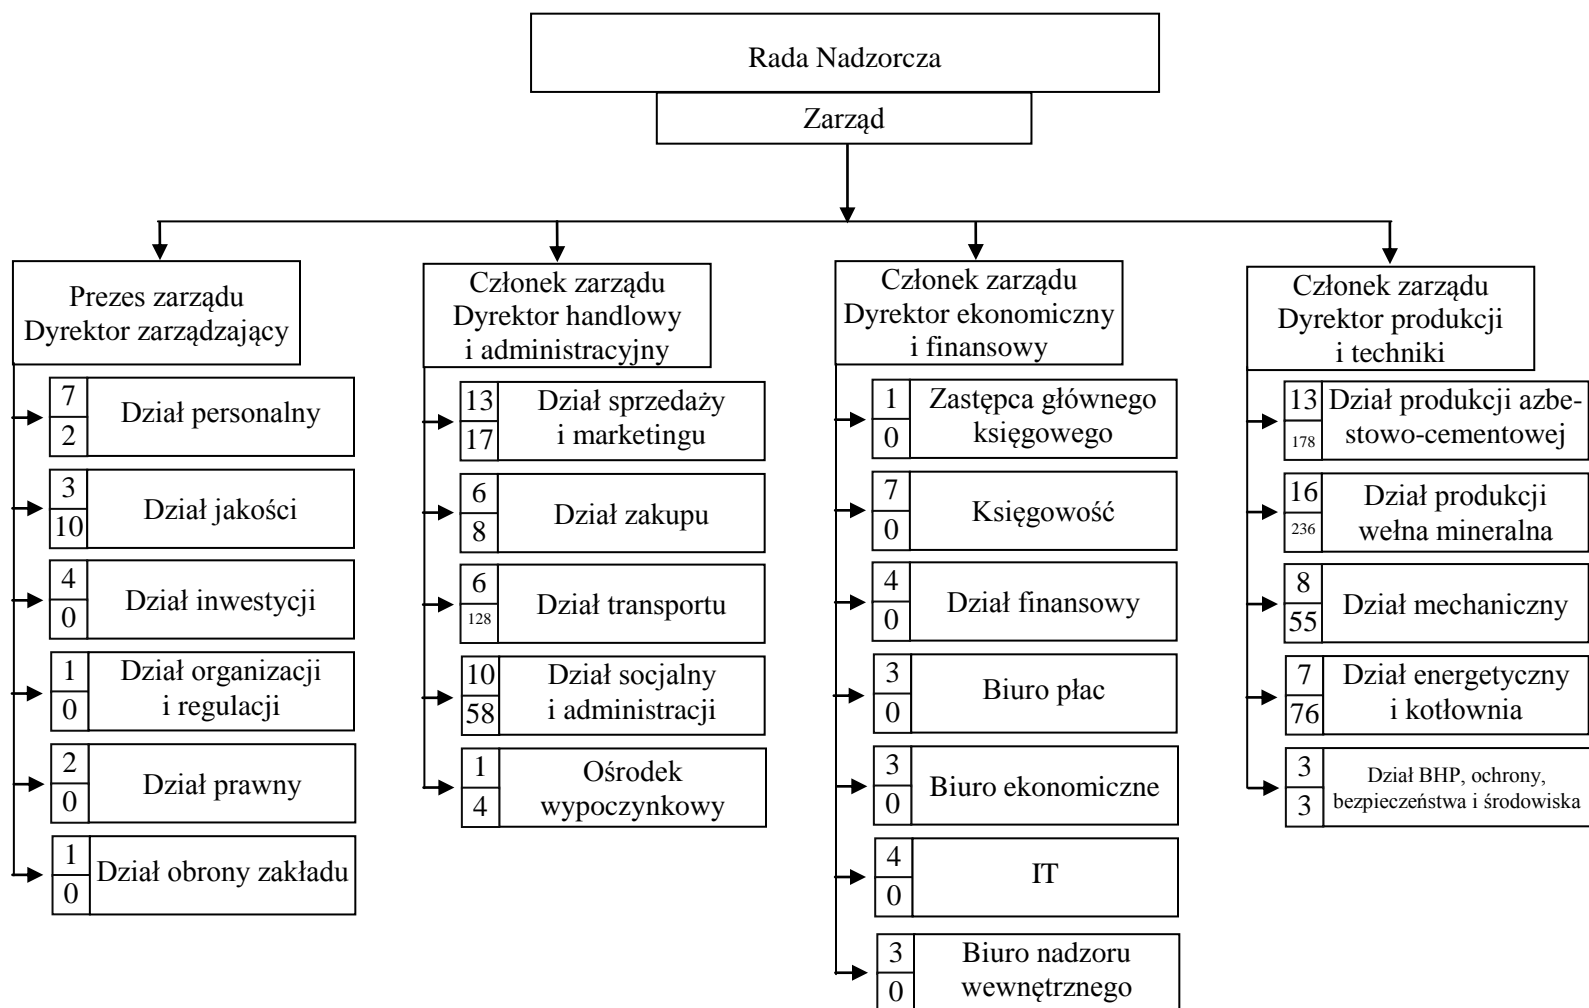 Rada Nadzorcza
Zarząd
Prezes zarządu
Dyrektor zarządzający
7
2
Dział personalny
3
10
Dział jakości
4
0
Dział inwestycji
1
0
Dział organizacji
i regulacji
2
0
Dział prawny
1
0
Dział obrony zakładu
Członek zarządu
Dyrektor handlowy
i administracyjny
13
17
Dział sprzedaży
i marketingu
6
8
Dział zakupu
6
128
Dział transportu
10
58
Dział socjalny
i administracji
1
4
Ośrodek
wypoczynkowy
Członek zarządu
Dyrektor ekonomiczny
i finansowy
1
0
Zastępca głównego
księgowego
7
0
Księgowość
4
0
Dział finansowy
3
0
Biuro płac
3
0
Biuro ekonomiczne
4
0
IT
3
0
Biuro nadzoru
wewnętrznego
Członek zarządu
Dyrektor produkcji
i techniki
13
178
Dział produkcji azbe-
stowo-cementowej
16
236
Dział produkcji
wełna mineralna
8
55
Dział mechaniczny
7
76
Dział energetyczny
i kotłownia
3
3
Dział BHP, ochrony,
bezpieczeństwa i środowiska